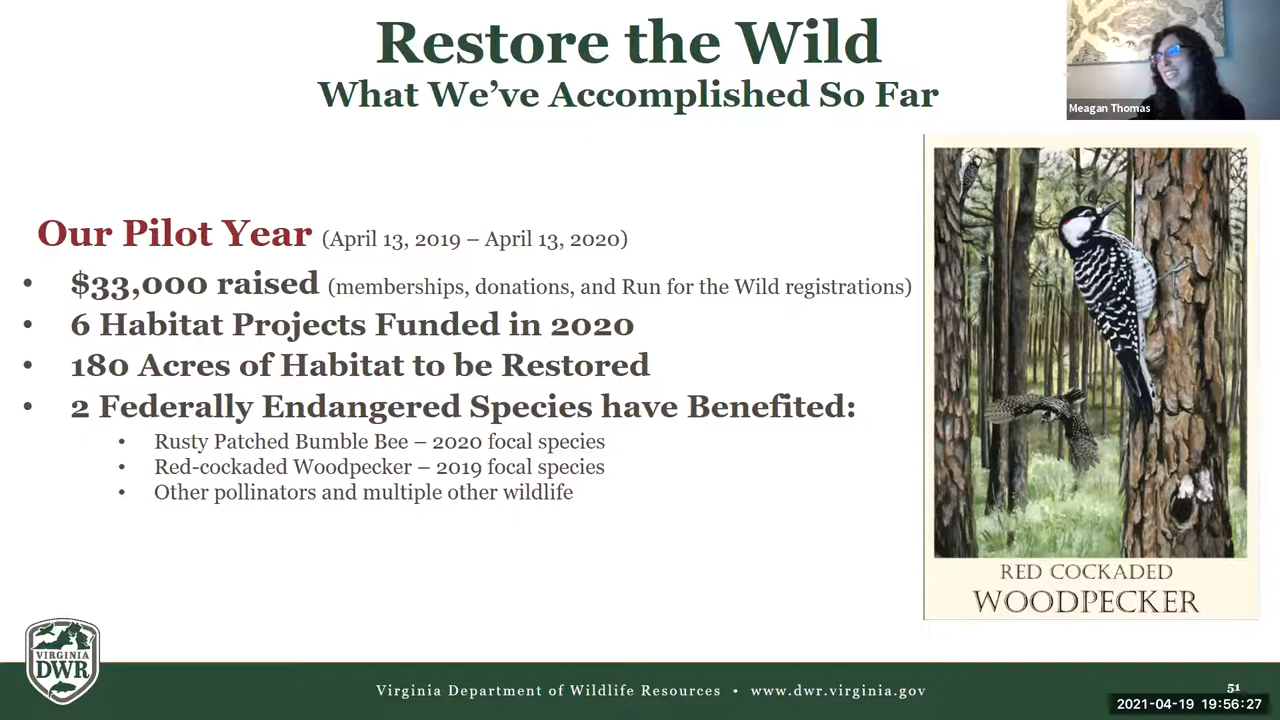 Restore the Wild
What We've Accomplished So Far
Meagan Thomas
Our Pilot Year (April 13, 2019 – April 13, 2020)
• $33,000 raised (memberships, donations, and Run for the Wild registrations)
• 6 Habitat Projects Funded in 2020
• 180 Acres of Habitat to be Restored
• 2 Federally Endangered Species have Benefited:
• Rusty Patched Bumble Bee – 2020 focal species
• Red-cockaded Woodpecker – 2019 focal species
• Other pollinators and multiple other wildlife
RED COCKADED
WOODPECKER
VIRGINIA
DWR
Virginia Department of Wildlife Resources • www.dwr.virginia.gov
51
2021-04-19 19:56:27